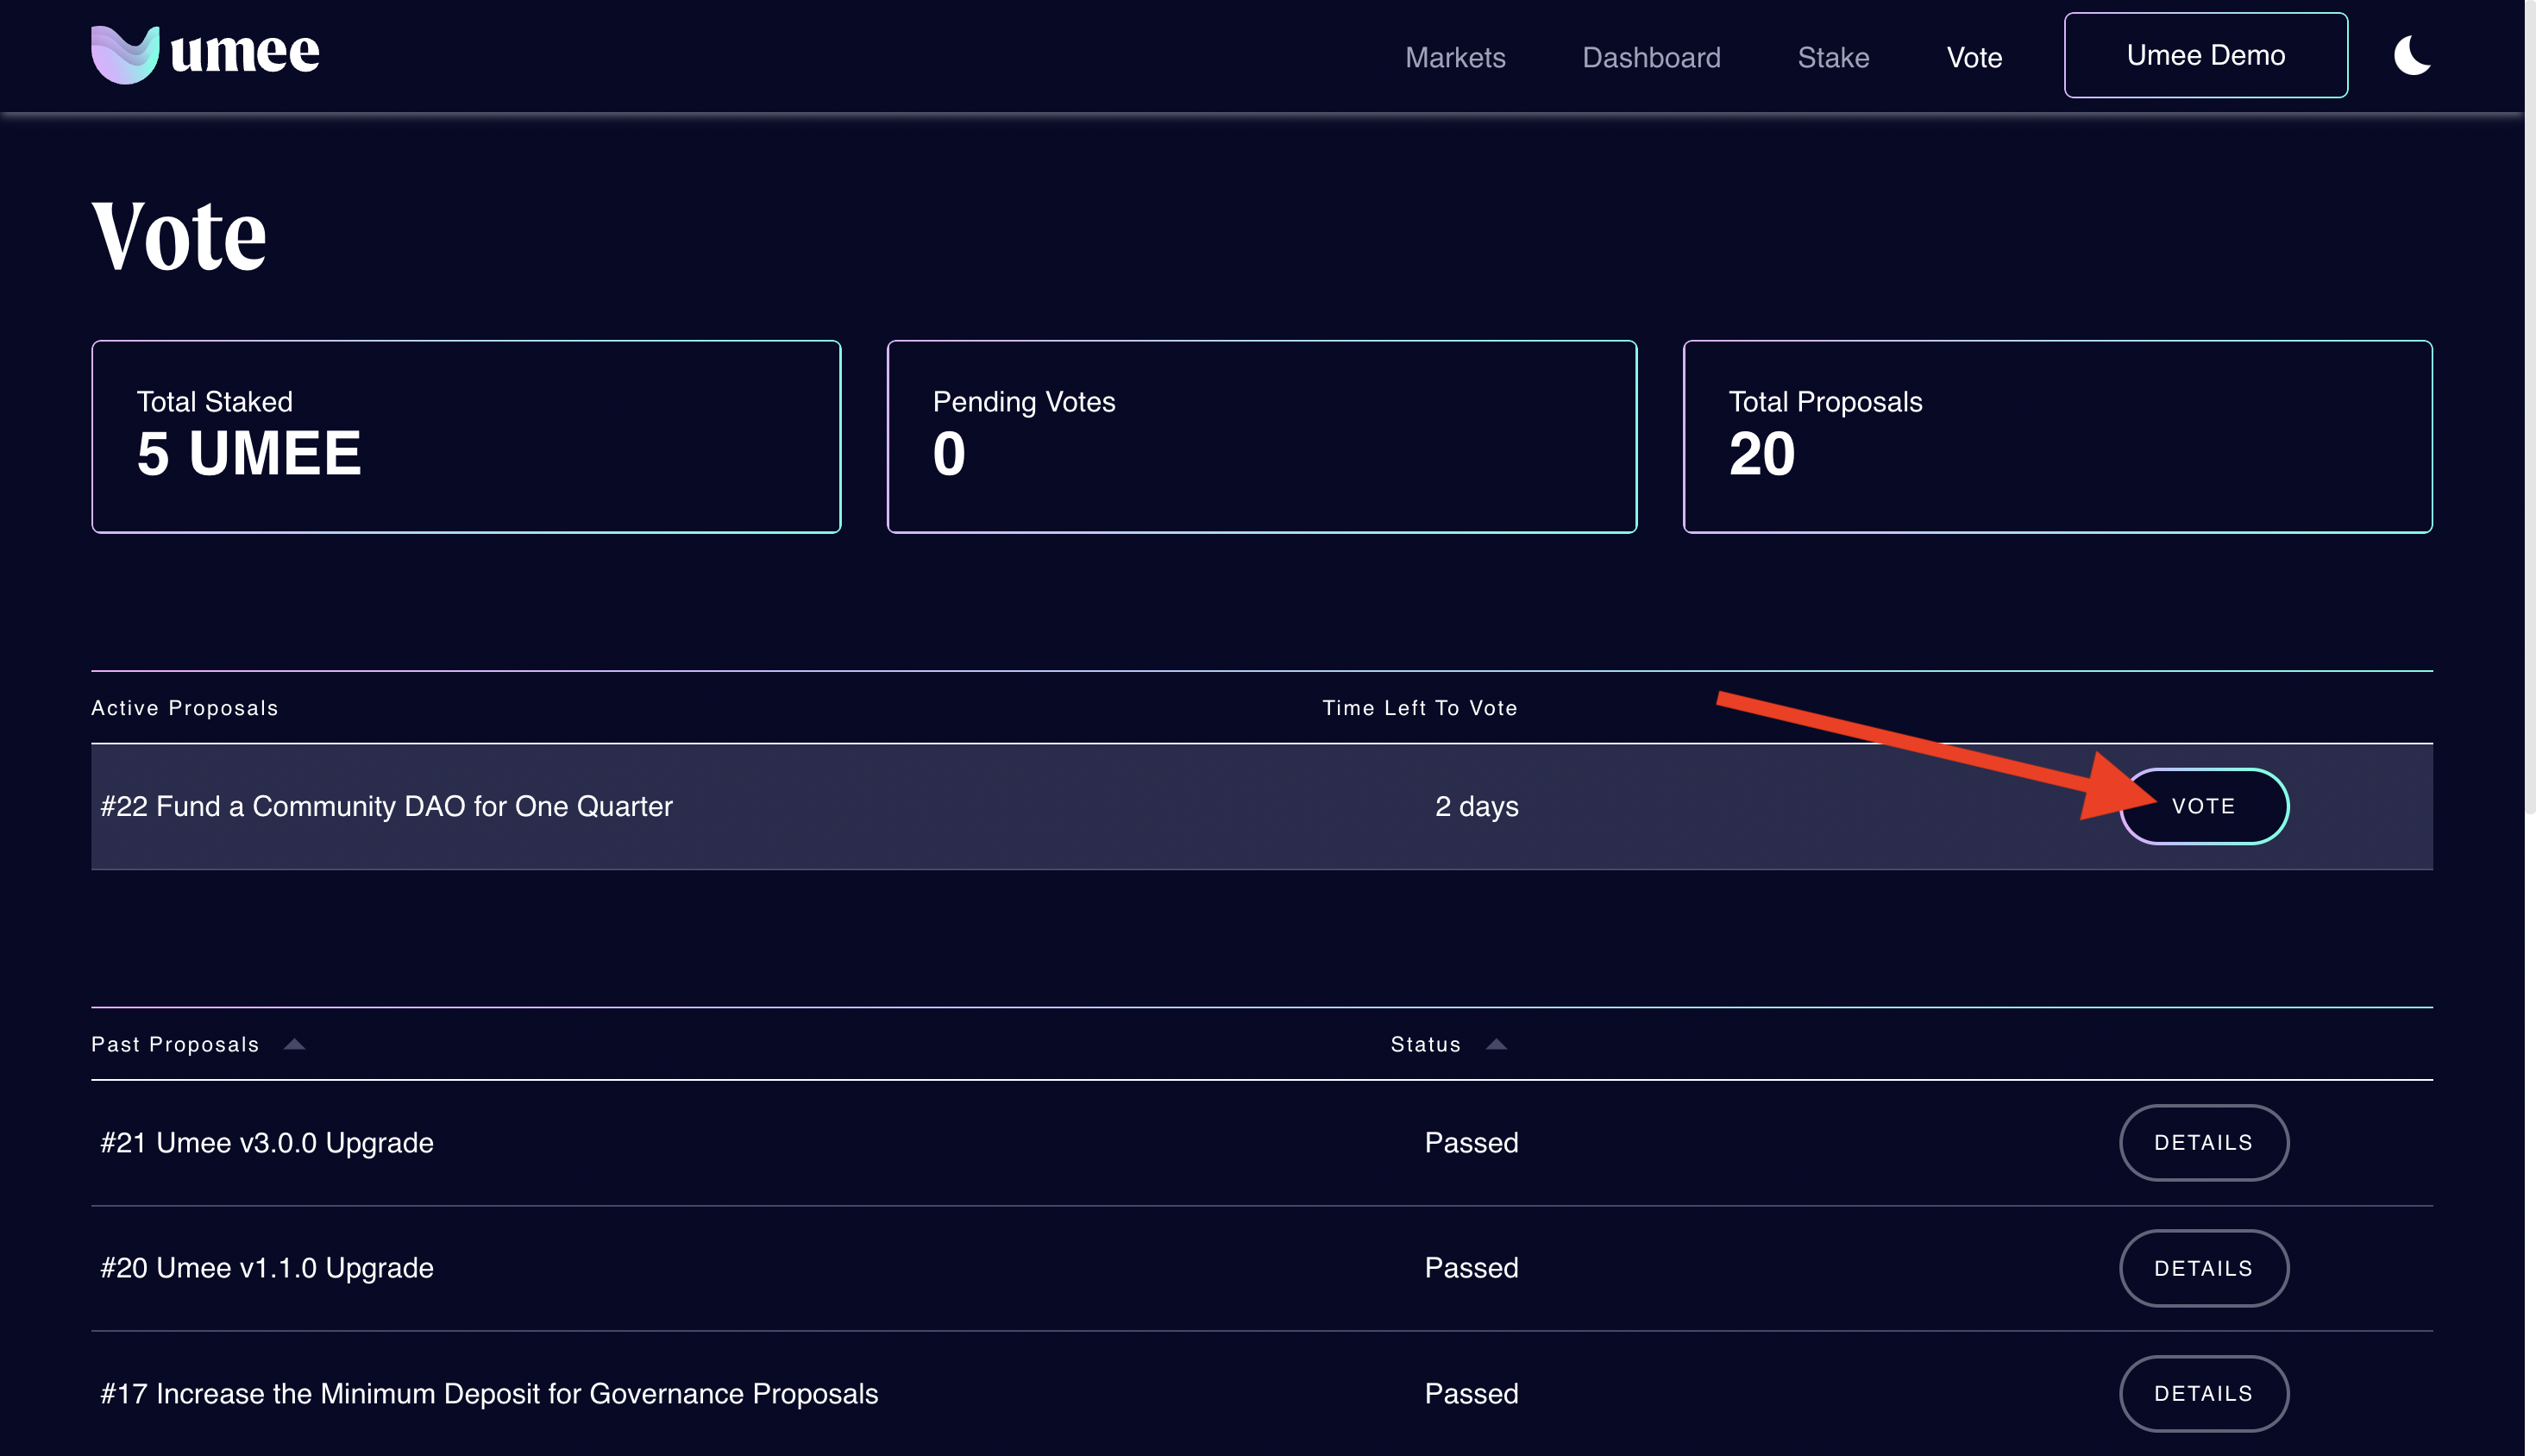 umee
Markets Dashboard Stake Vote Umee Demo
Vote
Total Staked Pending Votes Total Proposals
5 UMEE 0 20
Active Proposals Time Left To Vote
#22 Fund a Community DAO for One Quarter 2 days VOTE
Past Proposals Status
#21 Umee v3.0.0 Upgrade Passed DETAILS
#20 Umee v1.1.0 Upgrade Passed DETAILS
#17 Increase the Minimum Deposit for Governance Proposals Passed DETAILS